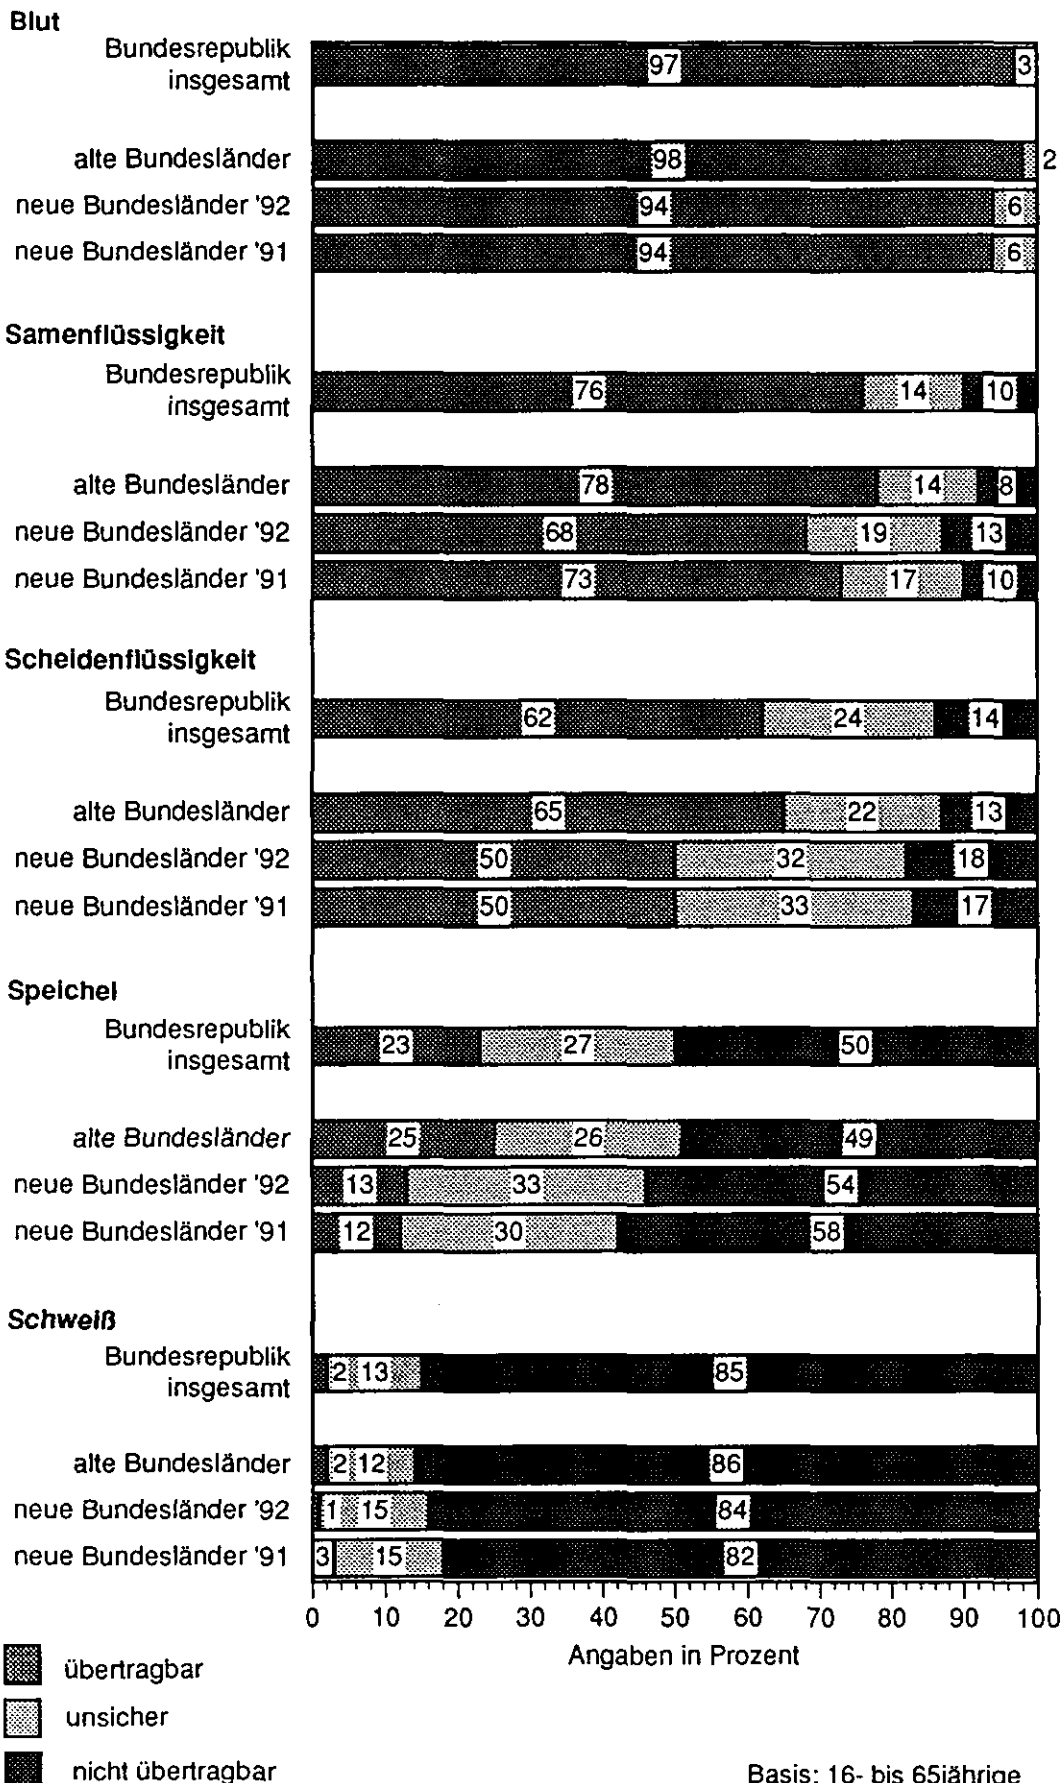 Blut
Bundesrepublik
insgesamt
97 3
alte Bundesländer 98 2
neue Bundesländer '92 94 6
neue Bundesländer '91 94 6
Samenflüssigkeit
Bundesrepublik
insgesamt
76 14 10
alte Bundesländer 78 14 8
neue Bundesländer '92 68 19 13
neue Bundesländer '91 73 17 10
Scheidenflüssigkeit
Bundesrepublik
insgesamt
62 24 14
alte Bundesländer 65 22 13
neue Bundesländer '92 50 32 18
neue Bundesländer '91 50 33 17
Speichel
Bundesrepublik
insgesamt
23 27 50
alte Bundesländer 25 26 49
neue Bundesländer '92 13 33 54
neue Bundesländer '91 12 30 58
Schweiß
Bundesrepublik
insgesamt
2 13 85
alte Bundesländer 2 12 86
neue Bundesländer '92 1 15 84
neue Bundesländer '91 3 15 82
0 10 20 30 40 50 60 70 80 90 100
Angaben in Prozent
übertragbar
unsicher
nicht übertragbar
Basis: 16- bis 65jährige